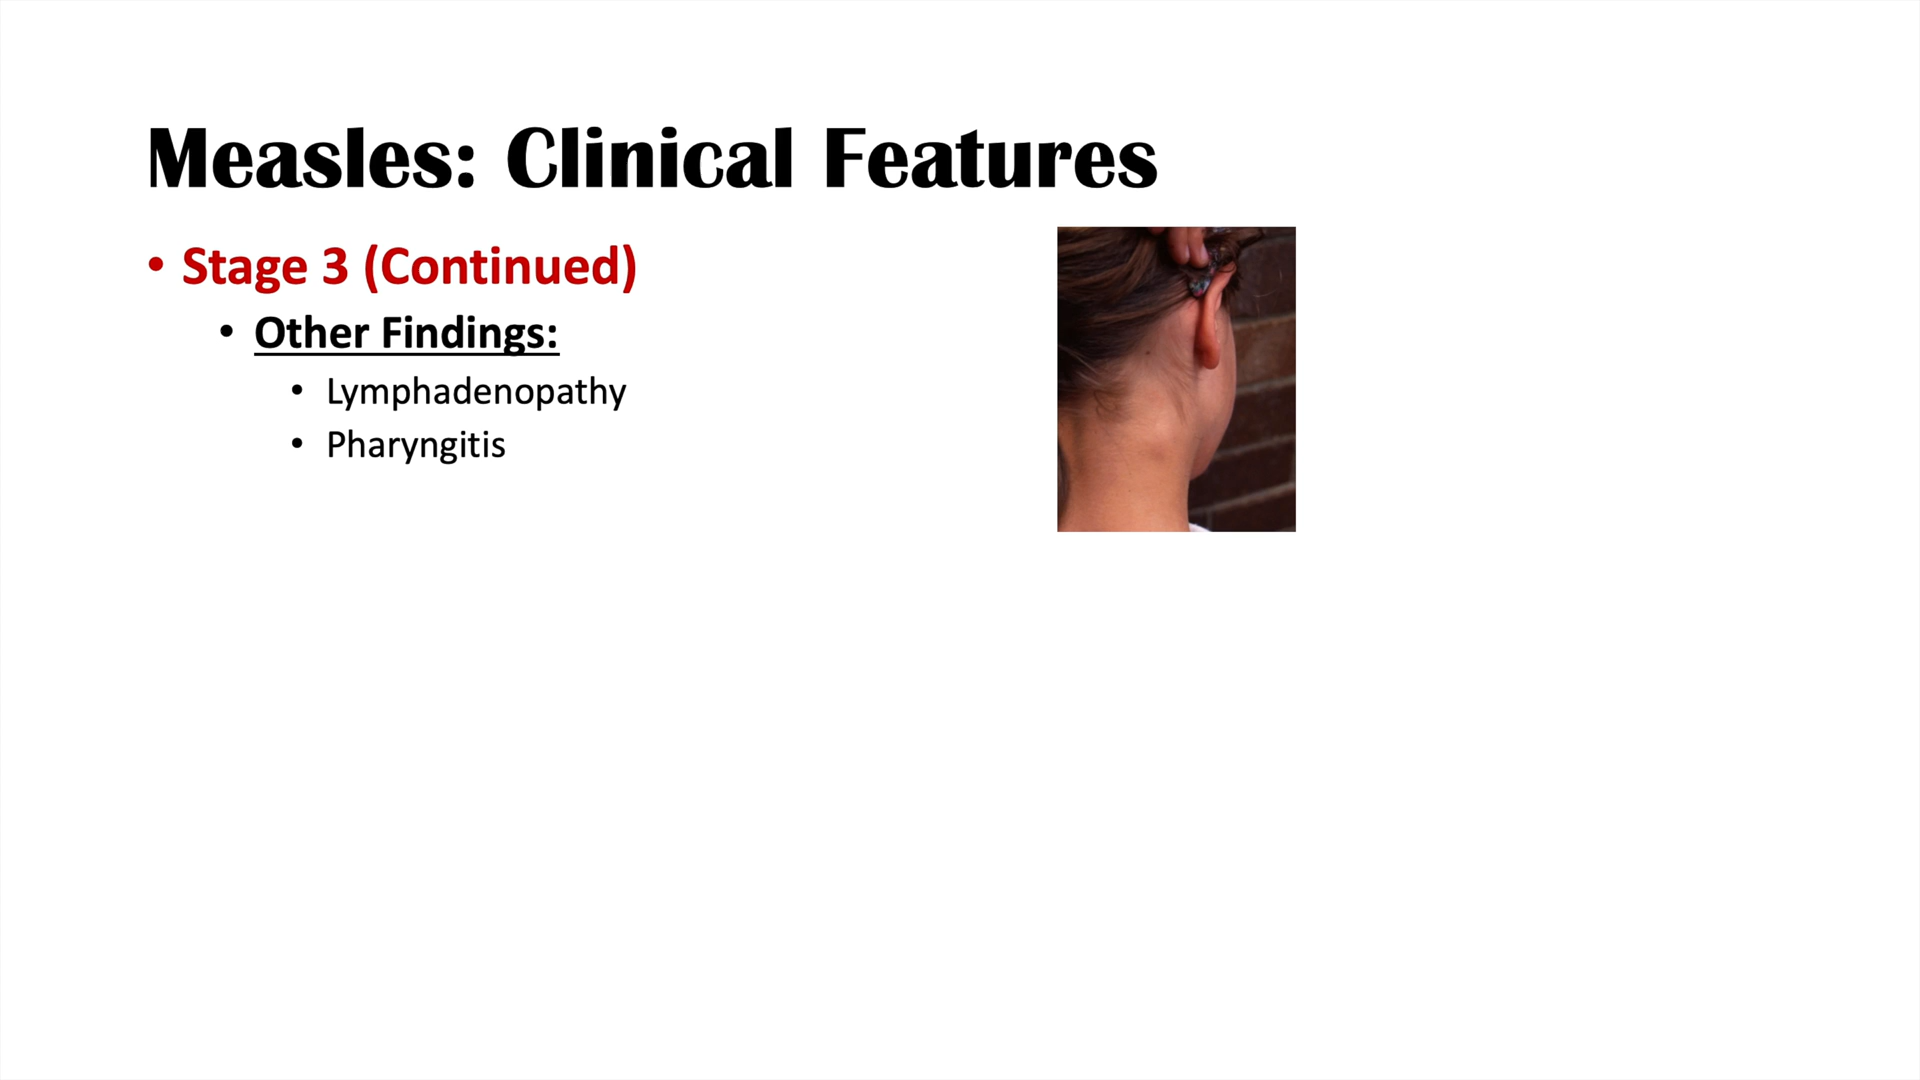 Measles: Clinical Features
• Stage 3 (Continued)
• Other Findings:
• Lymphadenopathy
• Pharyngitis